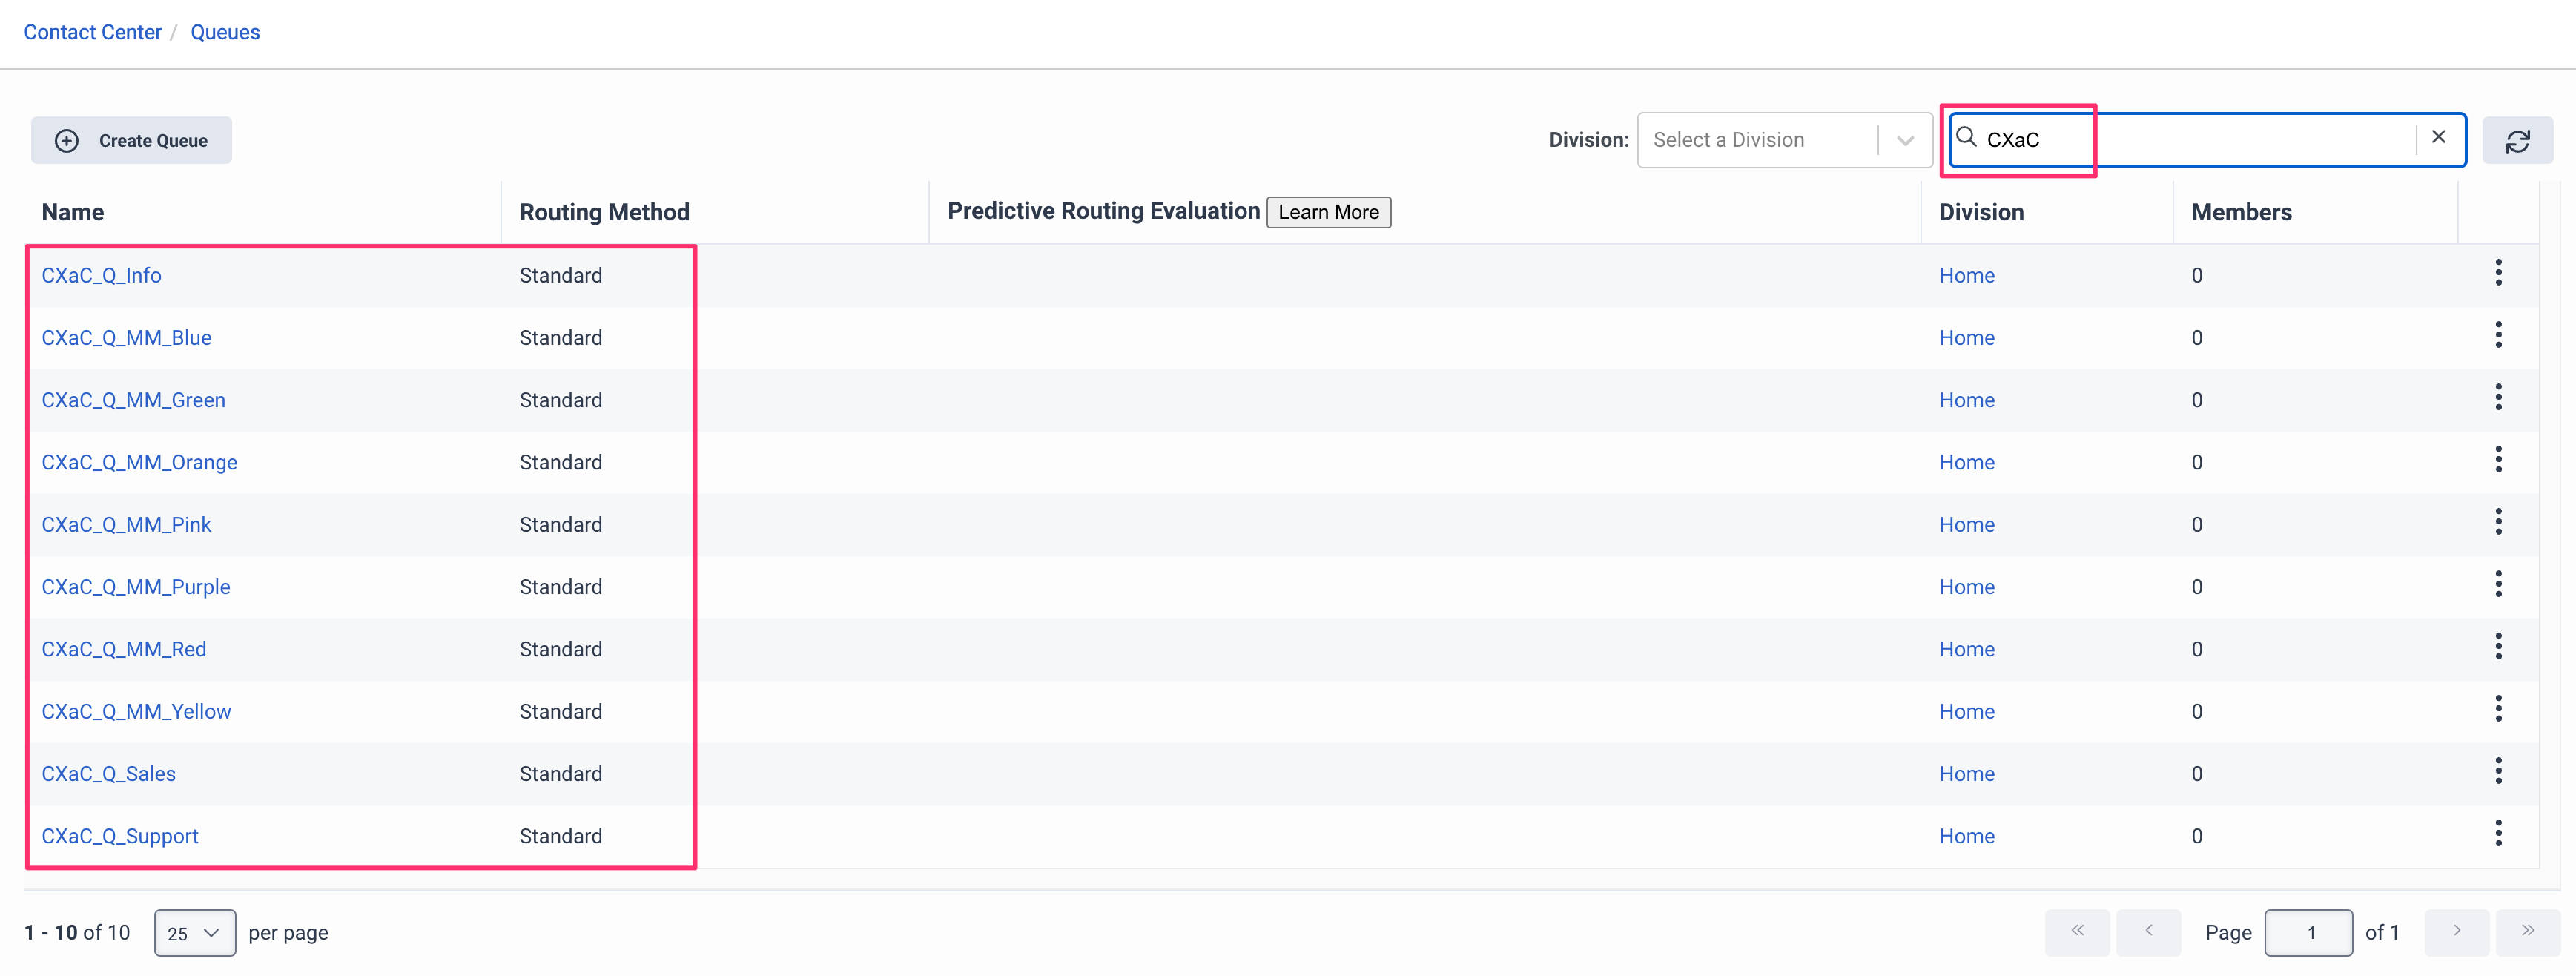 Contact Center / Queues
Create Queue Division: Select a Division CXaC
Name Routing Method Predictive Routing Evaluation Learn More Division Members
CXaC_Q_Info Standard Home 0
CXaC_Q_MM_Blue Standard Home 0
CXaC_Q_MM_Green Standard Home 0
CXaC_Q_MM_Orange Standard Home 0
CXaC_Q_MM_Pink Standard Home 0
CXaC_Q_MM_Purple Standard Home 0
CXaC_Q_MM_Red Standard Home 0
CXaC_Q_MM_Yellow Standard Home 0
CXaC_Q_Sales Standard Home 0
CXaC_Q_Support Standard Home 0
1 - 10 of 10 25 per page Page 1 of 1